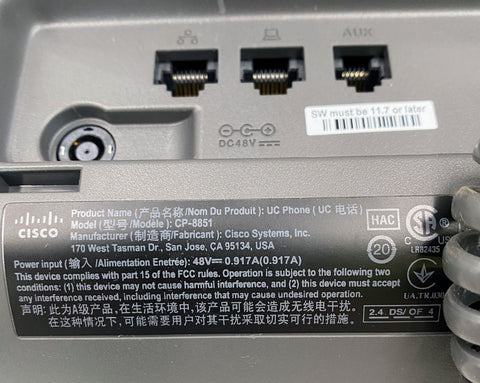 AUX
SW must be 11.7 or later
DC48V
CISCO
Product Name (产品名称/Nom Du Produit): UC Phone (UC 电话)
Model (型号/Modèle): CP-8851
Manufacturer (制造商/Fabricant): Cisco Systems, Inc.
170 West Tasman Dr., San Jose, CA 95134, USA
Power input (输入 /Alimentation Enetrée): 48V⎓ 0.917A(0.917A)
This device complies with part 15 of the FCC rules. Operation is subject to the following two
conditions: (1) this device may not cause harmful interference, and (2) this device must accept
any interference received, including interference that may cause undesired operation.
声明: 此为A级产品, 在生活环境中, 该产品可能会造成无线电干扰。
在这种情况下, 可能需要用户对其干扰采取切实可行的措施。
HAC
20
C US
LR82435
UA.TR.
2.4 DS/ OF 4